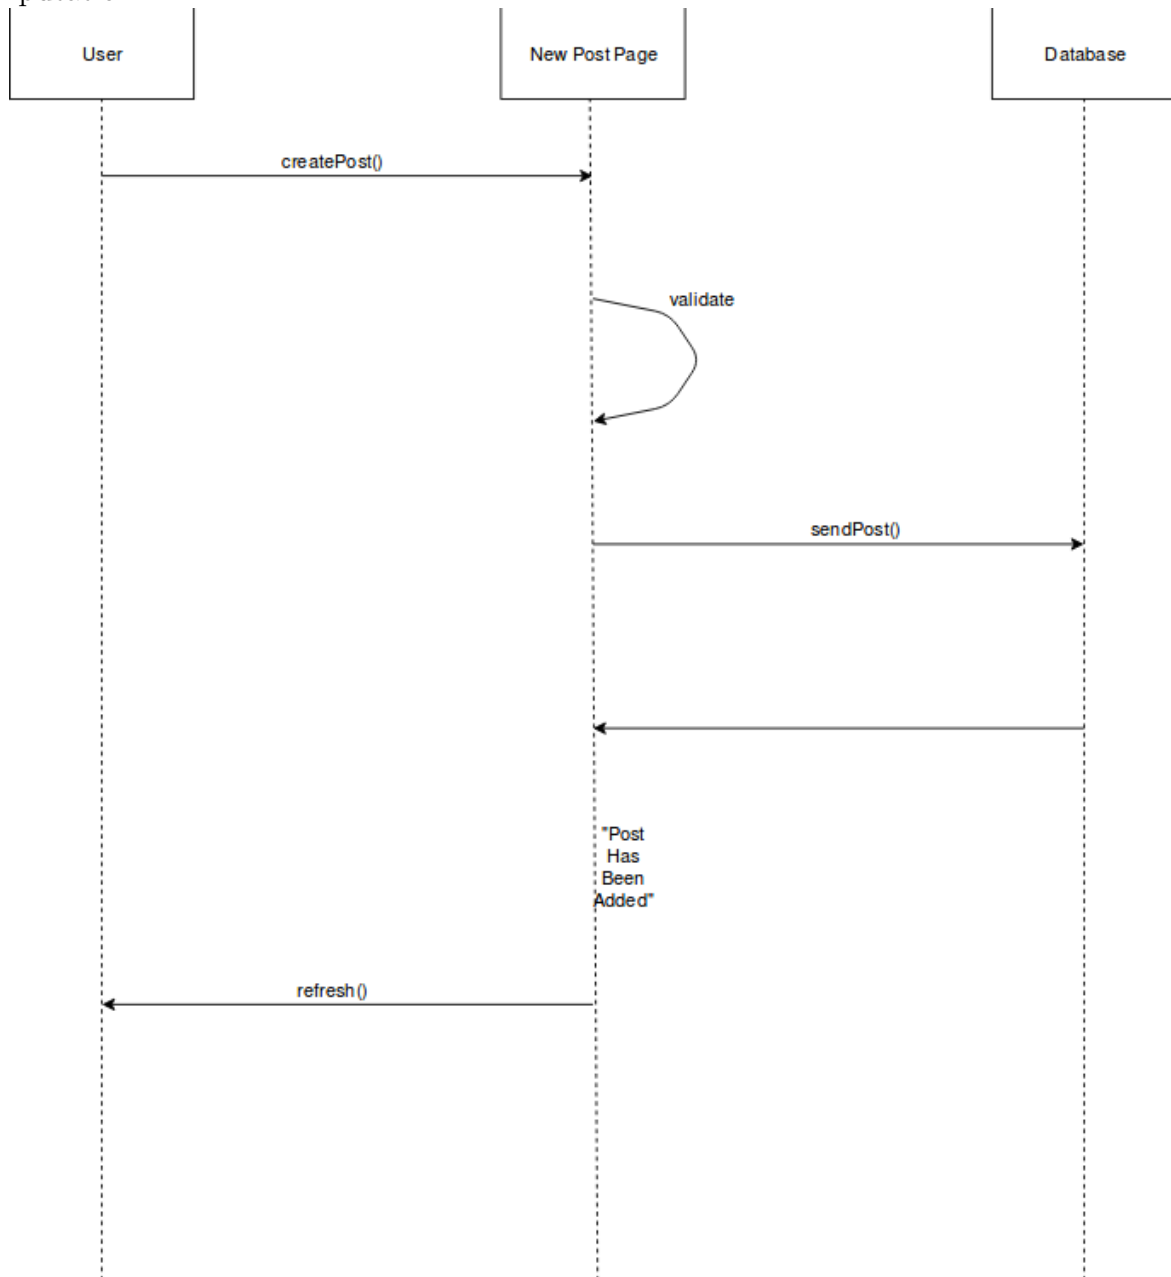 User
New Post Page
Database
createPost()
validate
sendPost()
"Post
Has
Been
Added"
refresh()